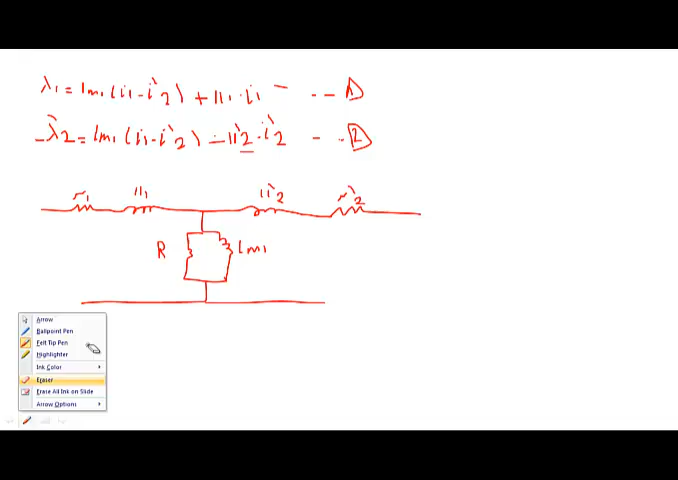 λ1 = lm1 (i1 - i`2) + ll1 · i1 - -- 1
-λ`2 = lm1 (i1 - i`2) - ll`2 · i`2 - - 2
r1 ll1 ll`2 r`2
R lm1
Arrow
Ballpoint Pen
Felt Tip Pen
Highlighter
Ink Color
Eraser
Erase All Ink on Slide
Arrow Options